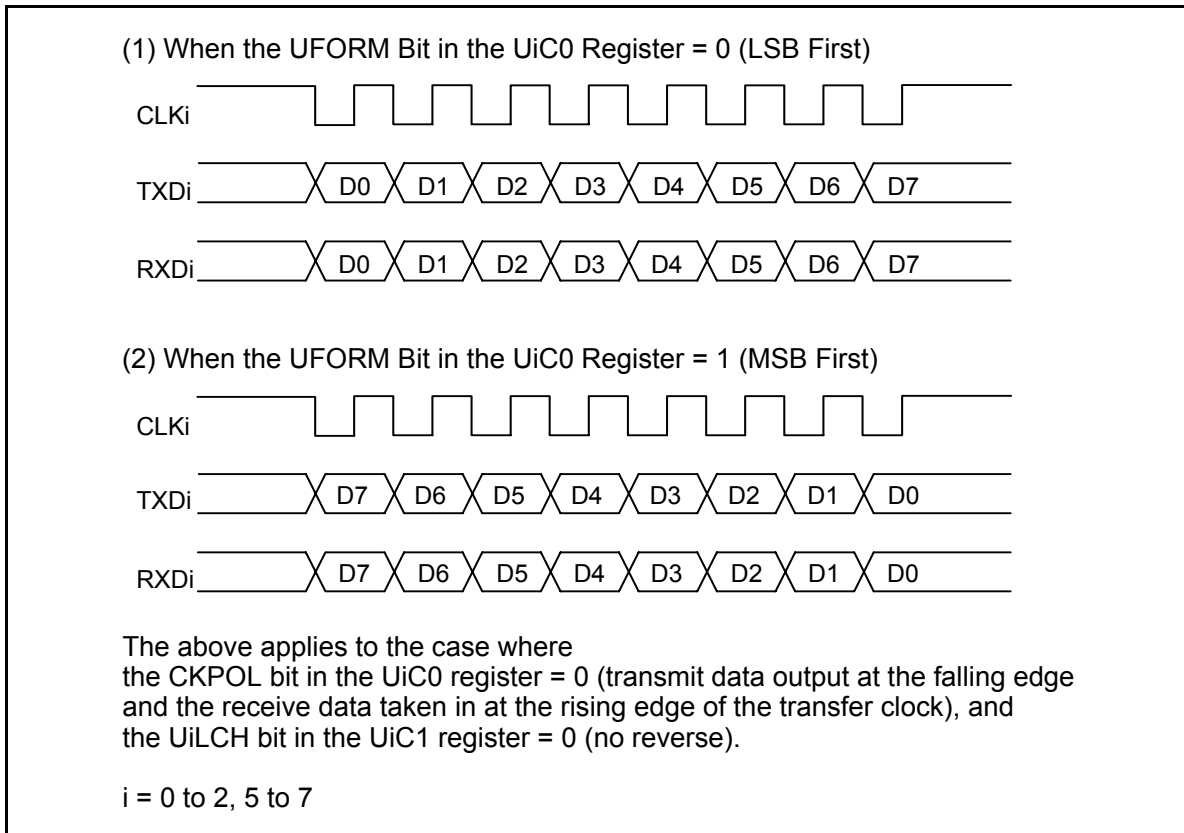 (1) When the UFORM Bit in the UiC0 Register = 0 (LSB First)
CLKi
TXDi D0 D1 D2 D3 D4 D5 D6 D7
RXDi D0 D1 D2 D3 D4 D5 D6 D7
(2) When the UFORM Bit in the UiC0 Register = 1 (MSB First)
CLKi
TXDi D7 D6 D5 D4 D3 D2 D1 D0
RXDi D7 D6 D5 D4 D3 D2 D1 D0
The above applies to the case where
the CKPOL bit in the UiC0 register = 0 (transmit data output at the falling edge
and the receive data taken in at the rising edge of the transfer clock), and
the UiLCH bit in the UiC1 register = 0 (no reverse).
i = 0 to 2, 5 to 7